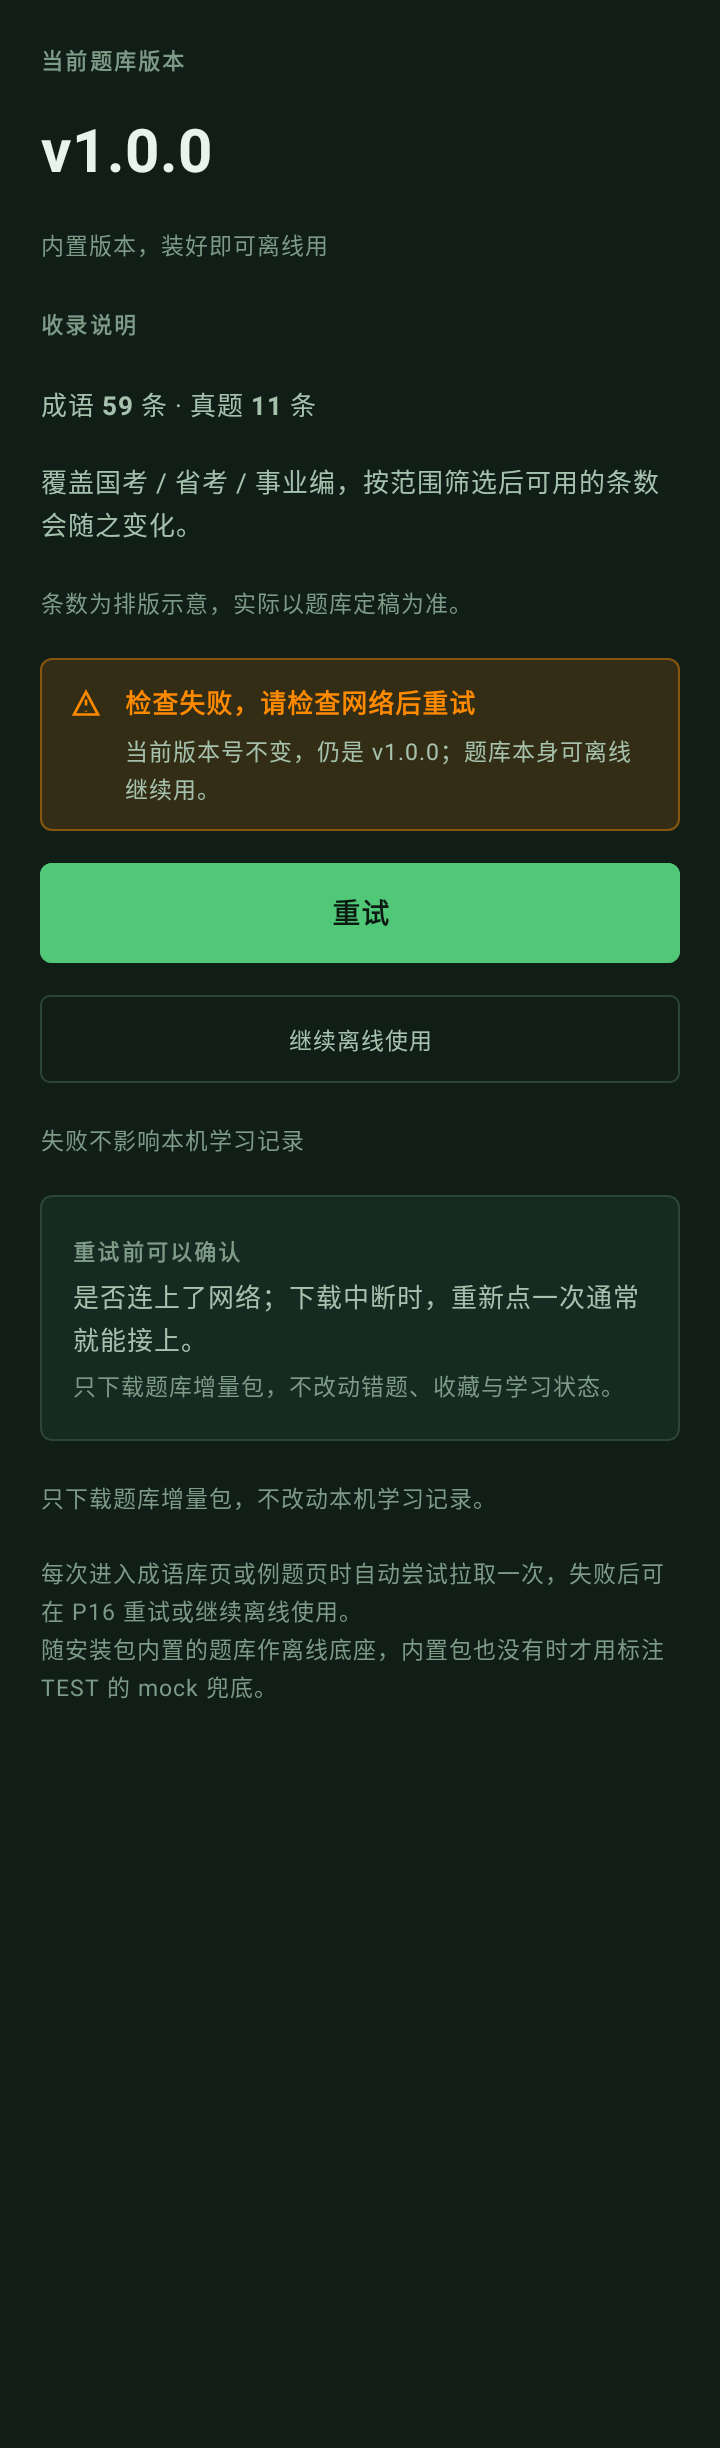 当前题库版本
v1.0.0
内置版本，装好即可离线用
收录说明
成语 59 条 · 真题 11 条
覆盖国考 / 省考 / 事业编，按范围筛选后可用的条数
会随之变化。
条数为排版示意，实际以题库定稿为准。
检查失败，请检查网络后重试
当前版本号不变，仍是 v1.0.0；题库本身可离线
继续用。
重试
继续离线使用
失败不影响本机学习记录
重试前可以确认
是否连上了网络；下载中断时，重新点一次通常
就能接上。
只下载题库增量包，不改动错题、收藏与学习状态。
只下载题库增量包，不改动本机学习记录。
每次进入成语库页或例题页时自动尝试拉取一次，失败后可
在 P16 重试或继续离线使用。
随安装包内置的题库作离线底座，内置包也没有时才用标注
TEST 的 mock 兜底。